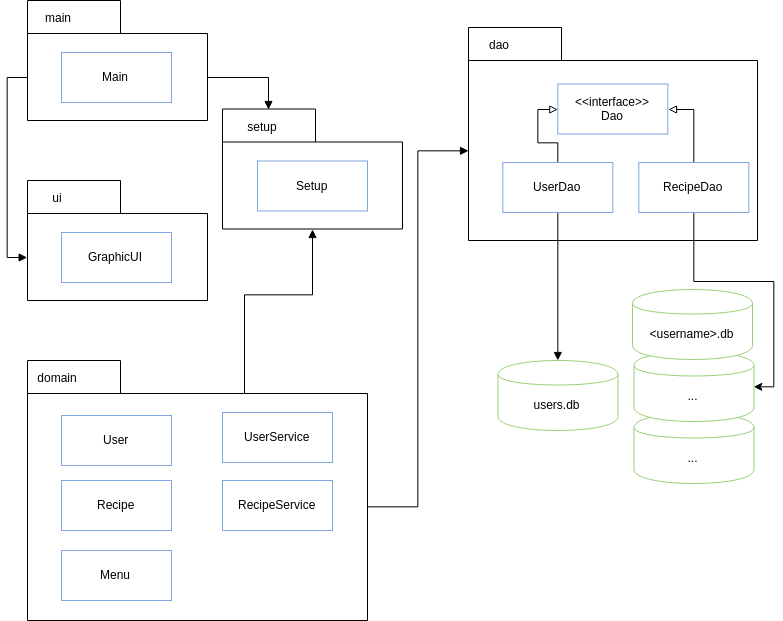 main
Main
setup
Setup
ui
GraphicUI
domain
User
UserService
Recipe
RecipeService
Menu
dao
<<interface>>
Dao
UserDao
RecipeDao
users.db
<username>.db
...
...